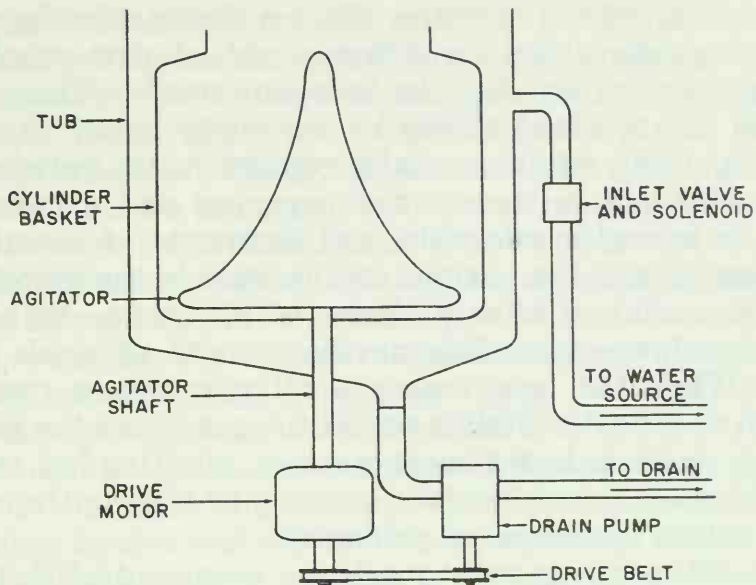 TUB
CYLINDER
BASKET
AGITATOR
AGITATOR
SHAFT
DRIVE
MOTOR
INLET VALVE
AND SOLENOID
TO WATER
SOURCE
TO DRAIN
DRAIN PUMP
DRIVE BELT